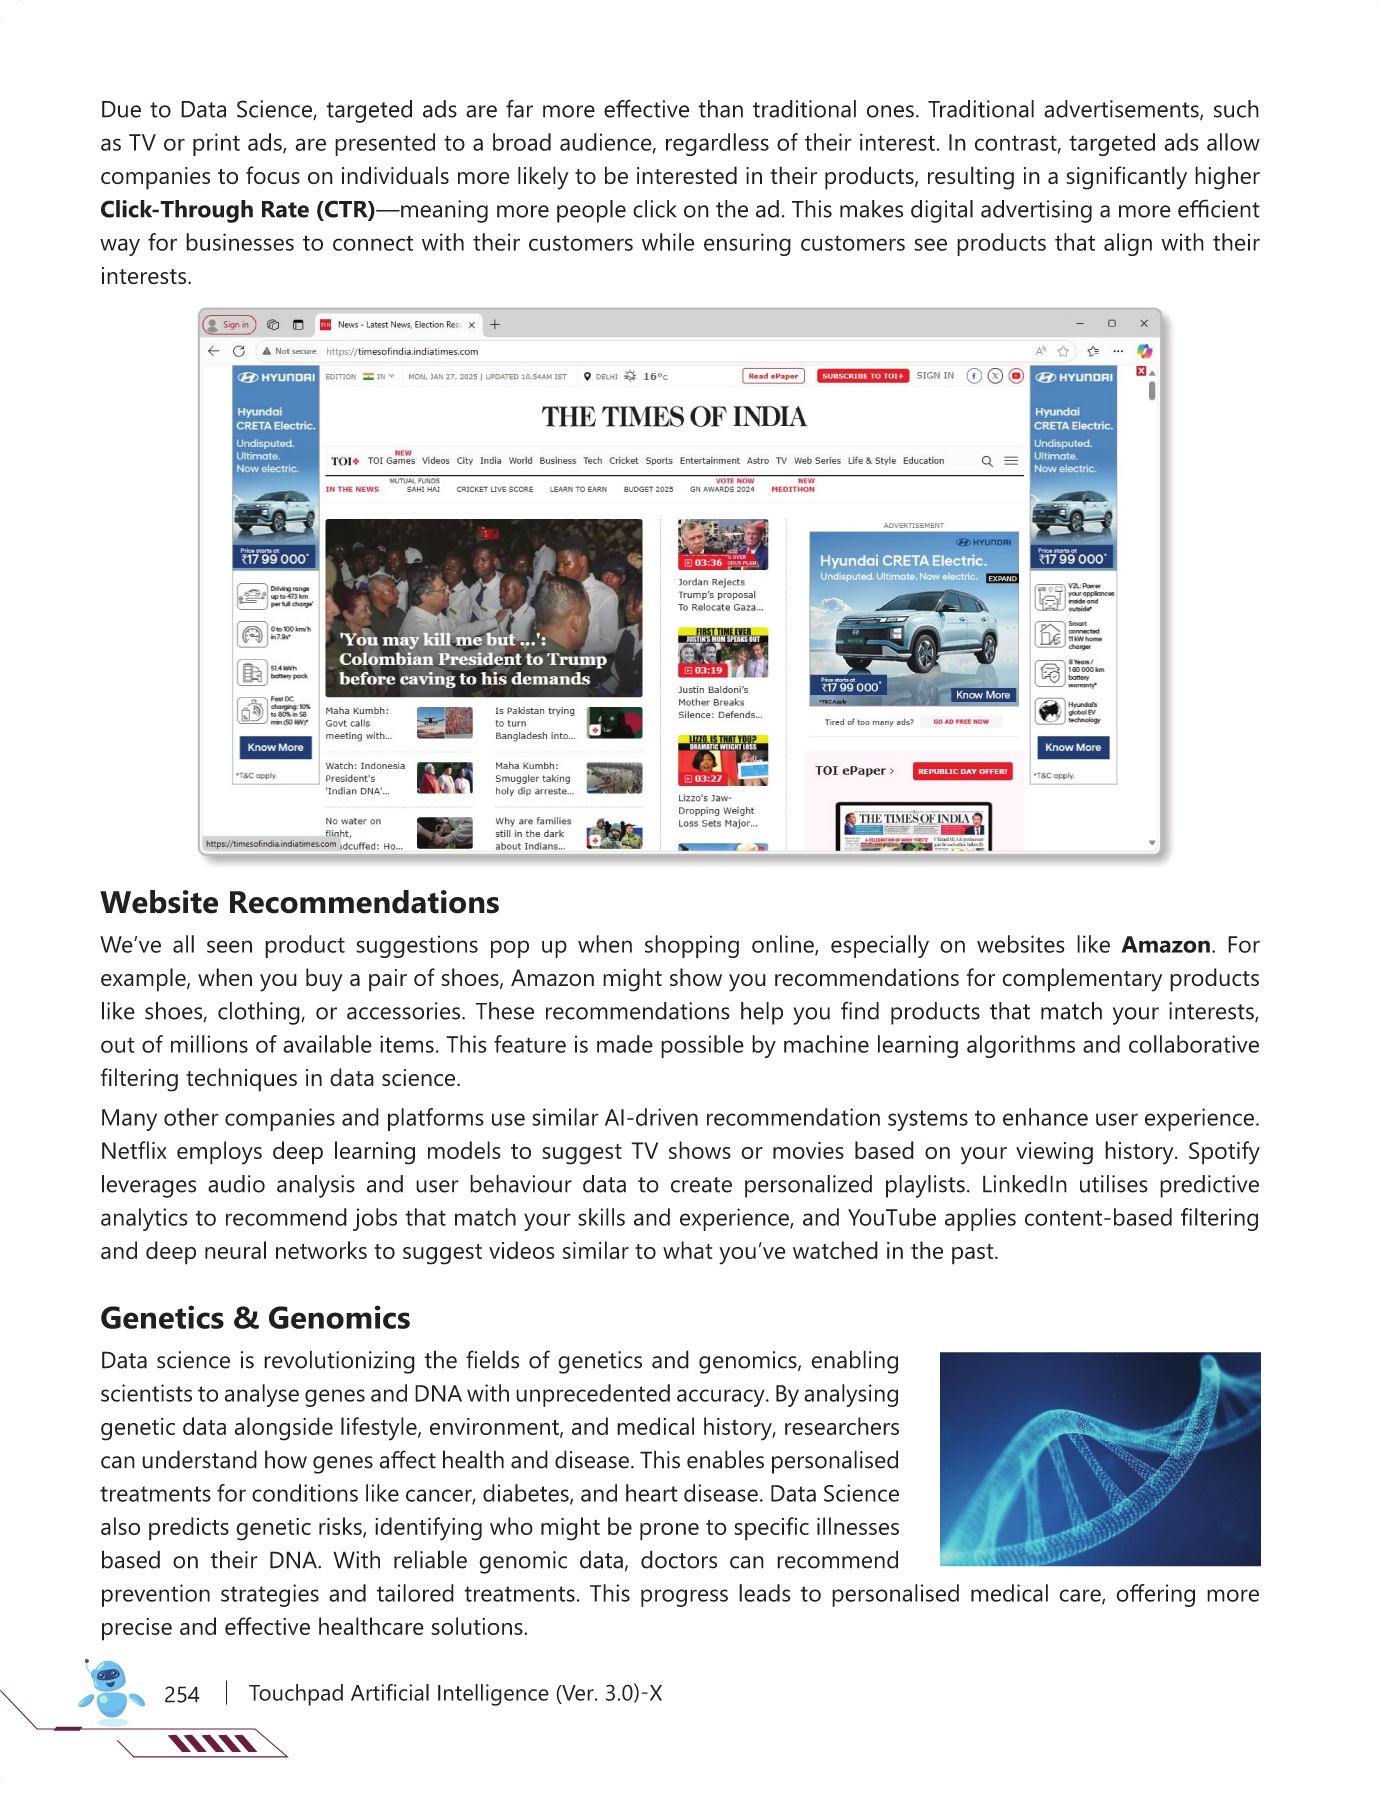 Due to Data Science, targeted ads are far more effective than traditional ones. Traditional advertisements, such
as TV or print ads, are presented to a broad audience, regardless of their interest. In contrast, targeted ads allow
companies to focus on individuals more likely to be interested in their products, resulting in a significantly higher
Click-Through Rate (CTR)—meaning more people click on the ad. This makes digital advertising a more efficient
way for businesses to connect with their customers while ensuring customers see products that align with their
interests.
Sign in
News - Latest News, Election Res
Not secure https://timesofindia.indiatimes.com
HYUNDAI
Hyundai
CRETA Electric.
Undisputed.
Ultimate.
Now electric.
Price starts at
₹17 99 000*
Driving range
up to 473 km
per full charge*
0 to 100 km/h
in 7.9s*
51.4 kWh
battery pack
Fast DC
charging: 10%
to 80% in 58
min (50 kW)*
Know More
*T&C apply.
EDITION IN MON, JAN 27, 2025 | UPDATED 10.54AM IST DELHI 16°C Read ePaper SUBSCRIBE TO TOI+ SIGN IN
THE TIMES OF INDIA
NEW
TOI+ TOI Games Videos City India World Business Tech Cricket Sports Entertainment Astro TV Web Series Life & Style Education
MUTUAL FUNDS VOTE NOW NEW
IN THE NEWS SAHI HAI CRICKET LIVE SCORE LEARN TO EARN BUDGET 2025 GN AWARDS 2024 MEDITHON
'You may kill me but ...':
Colombian President to Trump
before caving to his demands
Maha Kumbh:
Govt calls
meeting with...
Is Pakistan trying
to turn
Bangladesh into...
Watch: Indonesia
President's
'Indian DNA'...
Maha Kumbh:
Smuggler taking
holy dip arreste...
No water on
flight,
dcuffed: Ho...
Why are families
still in the dark
about Indians...
https://timesofindia.indiatimes.com
03:36
Jordan Rejects
Trump's proposal
To Relocate Gaza...
FIRST TIME EVER
JUSTIN'S MOM SPEAKS OUT
03:19
Justin Baldoni's
Mother Breaks
Silence: Defends...
LIZZO, IS THAT YOU?
DRAMATIC WEIGHT LOSS
03:27
Lizzo's Jaw-
Dropping Weight
Loss Sets Major...
ADVERTISEMENT
HYUNDAI
Hyundai CRETA Electric.
Undisputed. Ultimate. Now electric.
EXPAND
Price starts at
₹17 99 000*
*T&C Apply
Know More
Tired of too many ads? GO AD FREE NOW
TOI ePaper > REPUBLIC DAY OFFER!
THE TIMES OF INDIA
HYUNDAI
Hyundai
CRETA Electric.
Undisputed.
Ultimate.
Now electric.
Price starts at
₹17 99 000*
V2L: Power
your appliances
inside and
outside*
Smart
connected
11 kW home
charger
8 Years /
1 60 000 km
battery
warranty*
Hyundai's
global EV
technology
Know More
*T&C apply.
Website Recommendations
We've all seen product suggestions pop up when shopping online, especially on websites like Amazon. For
example, when you buy a pair of shoes, Amazon might show you recommendations for complementary products
like shoes, clothing, or accessories. These recommendations help you find products that match your interests,
out of millions of available items. This feature is made possible by machine learning algorithms and collaborative
filtering techniques in data science.
Many other companies and platforms use similar AI-driven recommendation systems to enhance user experience.
Netflix employs deep learning models to suggest TV shows or movies based on your viewing history. Spotify
leverages audio analysis and user behaviour data to create personalized playlists. LinkedIn utilises predictive
analytics to recommend jobs that match your skills and experience, and YouTube applies content-based filtering
and deep neural networks to suggest videos similar to what you've watched in the past.
Genetics & Genomics
Data science is revolutionizing the fields of genetics and genomics, enabling
scientists to analyse genes and DNA with unprecedented accuracy. By analysing
genetic data alongside lifestyle, environment, and medical history, researchers
can understand how genes affect health and disease. This enables personalised
treatments for conditions like cancer, diabetes, and heart disease. Data Science
also predicts genetic risks, identifying who might be prone to specific illnesses
based on their DNA. With reliable genomic data, doctors can recommend
prevention strategies and tailored treatments. This progress leads to personalised medical care, offering more
precise and effective healthcare solutions.
254 | Touchpad Artificial Intelligence (Ver. 3.0)-X